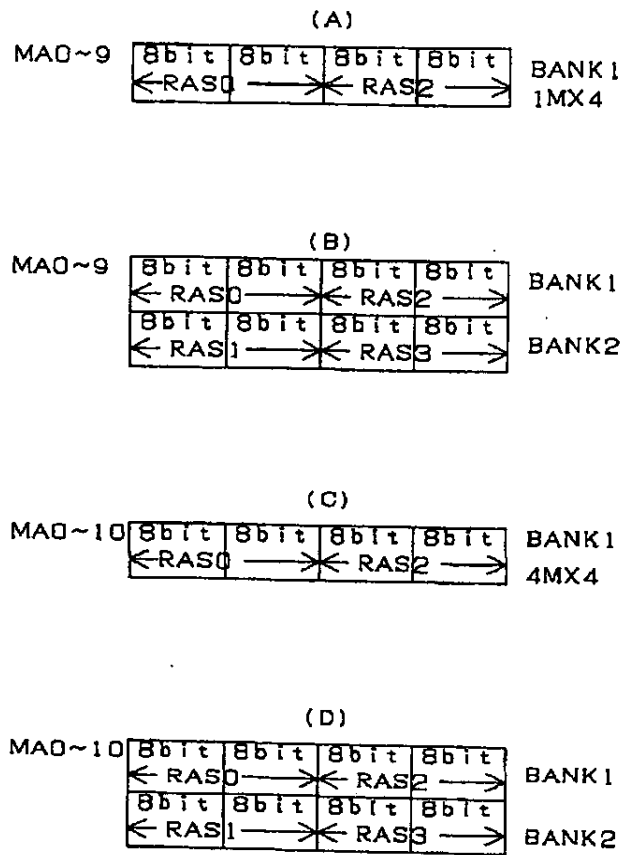 (A)
MA0~9 8bit 8bit 8bit 8bit BANK1
RAS0 RAS2 1MX4
(B)
MA0~9 8bit 8bit 8bit 8bit BANK1
RAS0 RAS2
8bit 8bit 8bit 8bit BANK2
RAS1 RAS3
(C)
MA0~10 8bit 8bit 8bit 8bit BANK1
RAS0 RAS2 4MX4
(D)
MA0~10 8bit 8bit 8bit 8bit BANK1
RAS0 RAS2
8bit 8bit 8bit 8bit BANK2
RAS1 RAS3